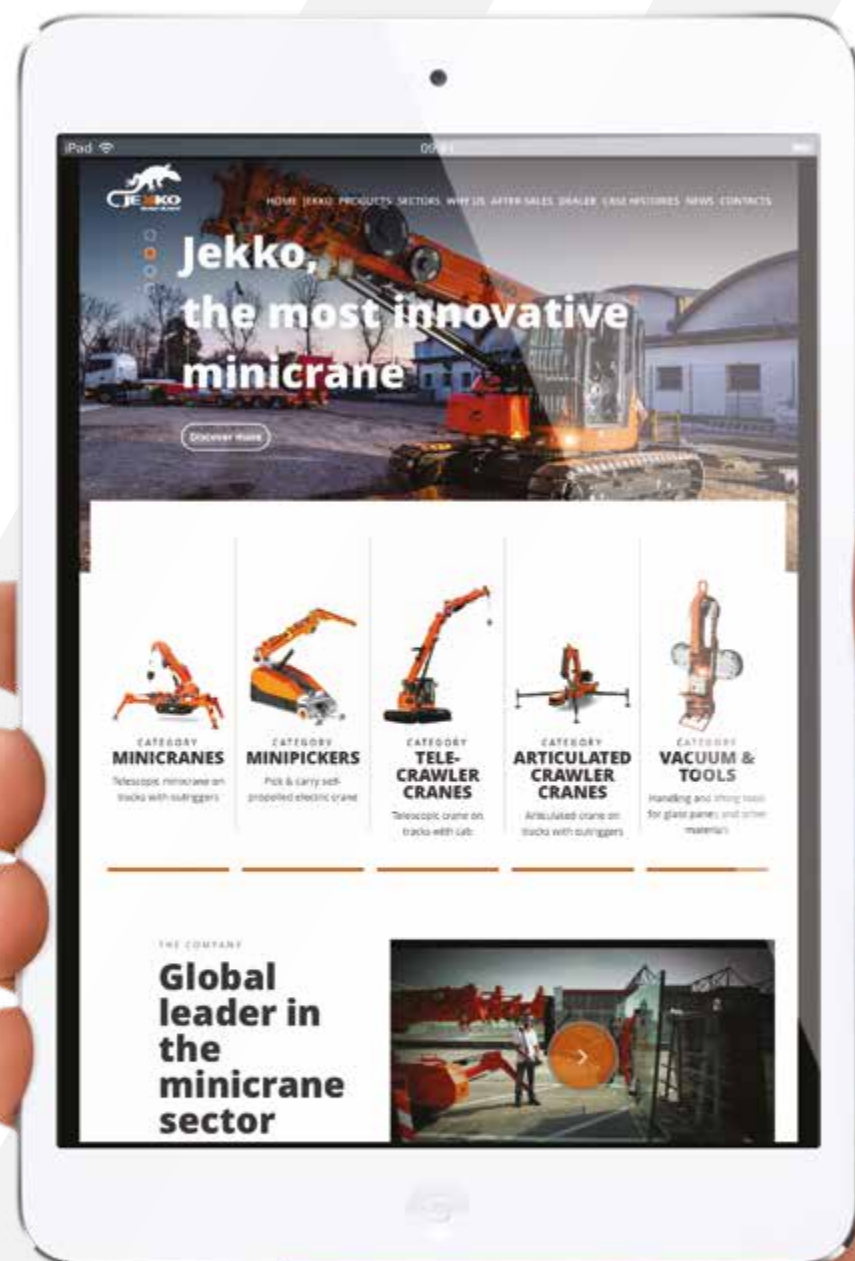 iPad
JEKKO
HOME JEKKO PRODUCTS SECTORS WHY US AFTER-SALES DEALER CASE HISTORIES NEWS CONTACTS
Jekko,
the most innovative
minicrane
Discover more
CATEGORY
MINICRANES
Telescopic minicrane on
tracks with outriggers
CATEGORY
MINIPICKERS
Pick & carry self-
propelled electric crane
CATEGORY
TELE-
CRAWLER
CRANES
Telescopic crane on
tracks with cab
CATEGORY
ARTICULATED
CRAWLER
CRANES
Articulated crane on
tracks with outriggers
CATEGORY
VACUUM &
TOOLS
Handling and lifting tools
for glass panes and other
materials
THE COMPANY
Global
leader in
the
minicrane
sector